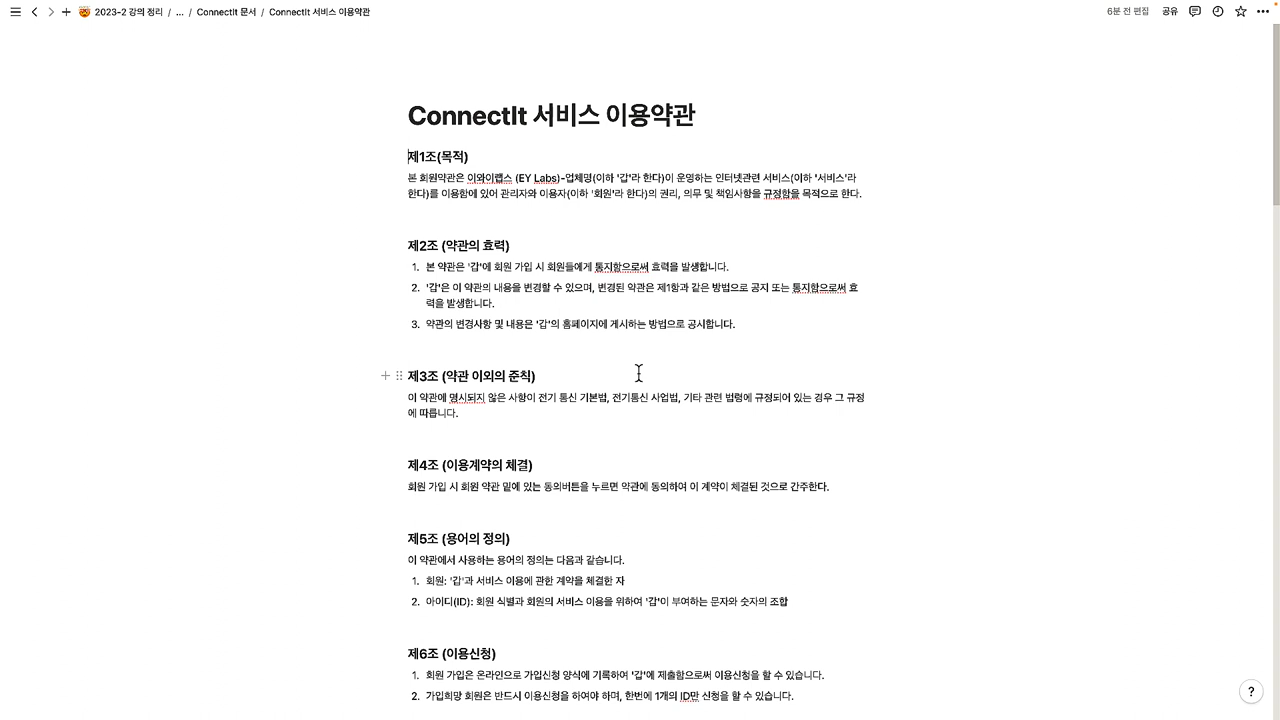 2023-2 강의 정리 / ... / ConnectIt 문서 / ConnectIt 서비스 이용약관
6분 전 편집 공유
ConnectIt 서비스 이용약관
제1조(목적)
본 회원약관은 이와이랩스 (EY Labs)-업체명(이하 '갑'라 한다)이 운영하는 인터넷관련 서비스(이하 '서비스'라
한다)를 이용함에 있어 관리자와 이용자(이하 '회원'라 한다)의 권리, 의무 및 책임사항을 규정함을 목적으로 한다.
제2조 (약관의 효력)
1. 본 약관은 '갑'에 회원 가입 시 회원들에게 통지함으로써 효력을 발생합니다.
2. '갑'은 이 약관의 내용을 변경할 수 있으며, 변경된 약관은 제1항과 같은 방법으로 공지 또는 통지함으로써 효
력을 발생합니다.
3. 약관의 변경사항 및 내용은 '갑'의 홈페이지에 게시하는 방법으로 공시합니다.
제3조 (약관 이외의 준칙)
이 약관에 명시되지 않은 사항이 전기 통신 기본법, 전기통신 사업법, 기타 관련 법령에 규정되어 있는 경우 그 규정
에 따릅니다.
제4조 (이용계약의 체결)
회원 가입 시 회원 약관 밑에 있는 동의버튼을 누르면 약관에 동의하여 이 계약이 체결된 것으로 간주한다.
제5조 (용어의 정의)
이 약관에서 사용하는 용어의 정의는 다음과 같습니다.
1. 회원: '갑'과 서비스 이용에 관한 계약을 체결한 자
2. 아이디(ID): 회원 식별과 회원의 서비스 이용을 위하여 '갑'이 부여하는 문자와 숫자의 조합
제6조 (이용신청)
1. 회원 가입은 온라인으로 가입신청 양식에 기록하여 '갑'에 제출함으로써 이용신청을 할 수 있습니다.
2. 가입희망 회원은 반드시 이용신청을 하여야 하며, 한번에 1개의 ID만 신청을 할 수 있습니다.
?